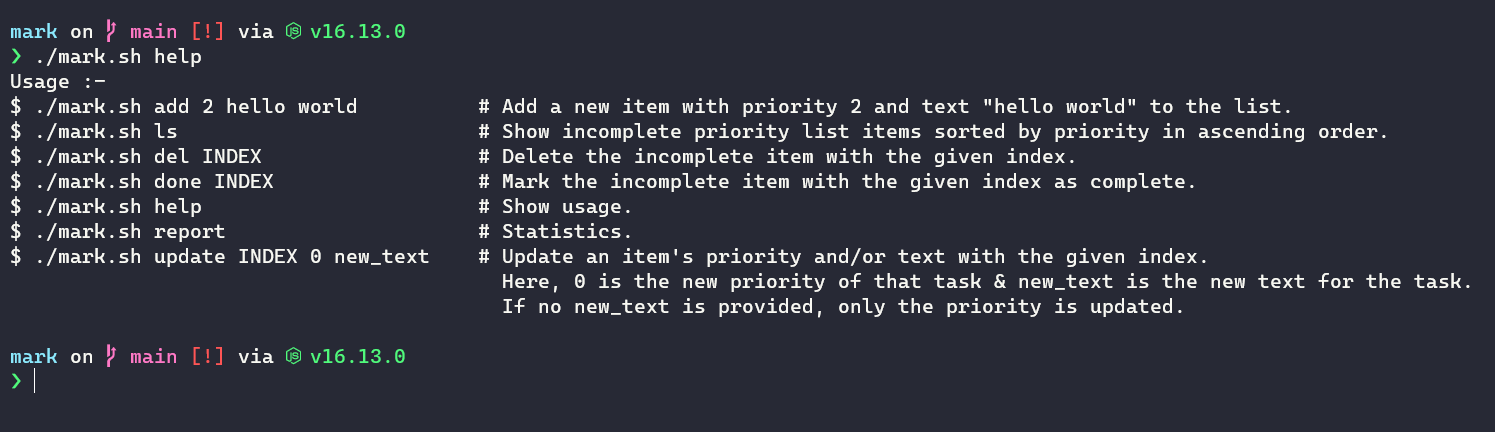 mark on main [!] via v16.13.0
❯ ./mark.sh help
Usage :-
$ ./mark.sh add 2 hello world # Add a new item with priority 2 and text "hello world" to the list.
$ ./mark.sh ls # Show incomplete priority list items sorted by priority in ascending order.
$ ./mark.sh del INDEX # Delete the incomplete item with the given index.
$ ./mark.sh done INDEX # Mark the incomplete item with the given index as complete.
$ ./mark.sh help # Show usage.
$ ./mark.sh report # Statistics.
$ ./mark.sh update INDEX 0 new_text # Update an item's priority and/or text with the given index.
Here, 0 is the new priority of that task & new_text is the new text for the task.
If no new_text is provided, only the priority is updated.
mark on main [!] via v16.13.0
❯